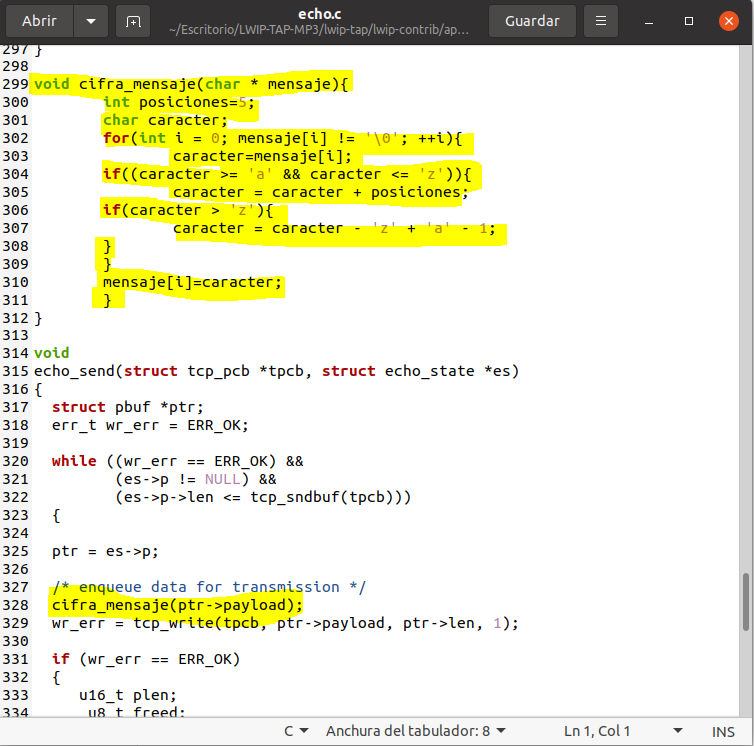 Abrir
echo.c
~/Escritorio/LWIP-TAP-MP3/lwip-tap/lwip-contrib/ap...
Guardar
297 }
298
299 void cifra_mensaje(char * mensaje){
300         int posiciones=5;
301         char caracter;
302         for(int i = 0; mensaje[i] != '\0'; ++i){
303                 caracter=mensaje[i];
304         if((caracter >= 'a' && caracter <= 'z')){
305                 caracter = caracter + posiciones;
306         if(caracter > 'z'){
307                 caracter = caracter - 'z' + 'a' - 1;
308         }
309         }
310         mensaje[i]=caracter;
311         }
312 }
313
314 void
315 echo_send(struct tcp_pcb *tpcb, struct echo_state *es)
316 {
317   struct pbuf *ptr;
318   err_t wr_err = ERR_OK;
319
320   while ((wr_err == ERR_OK) &&
321          (es->p != NULL) &&
322          (es->p->len <= tcp_sndbuf(tpcb)))
323   {
324
325   ptr = es->p;
326
327   /* enqueue data for transmission */
328   cifra_mensaje(ptr->payload);
329   wr_err = tcp_write(tpcb, ptr->payload, ptr->len, 1);
330
331   if (wr_err == ERR_OK)
332   {
333      u16_t plen;
334      u8_t freed;
C
Anchura del tabulador: 8
Ln 1, Col 1
INS